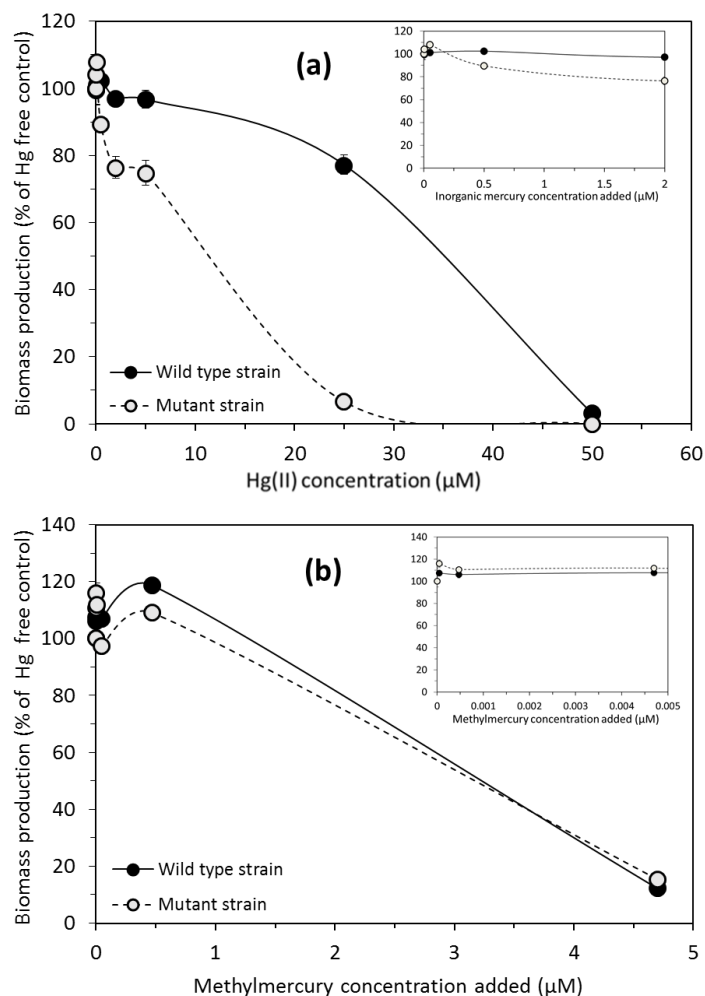 (a)
Biomass production (% of Hg free control)
120
100
80
60
40
20
0
0 10 20 30 40 50 60
Hg(II) concentration (µM)
Wild type strain
Mutant strain
120
100
80
60
40
20
0
0 0.5 1 1.5 2
Inorganic mercury concentration added (µM)
(b)
Biomass production (% of Hg free control)
140
120
100
80
60
40
20
0
0 1 2 3 4 5
Methylmercury concentration added (µM)
Wild type strain
Mutant strain
140
120
100
80
60
40
20
0
0 0.001 0.002 0.003 0.004 0.005
Methylmercury concentration added (µM)